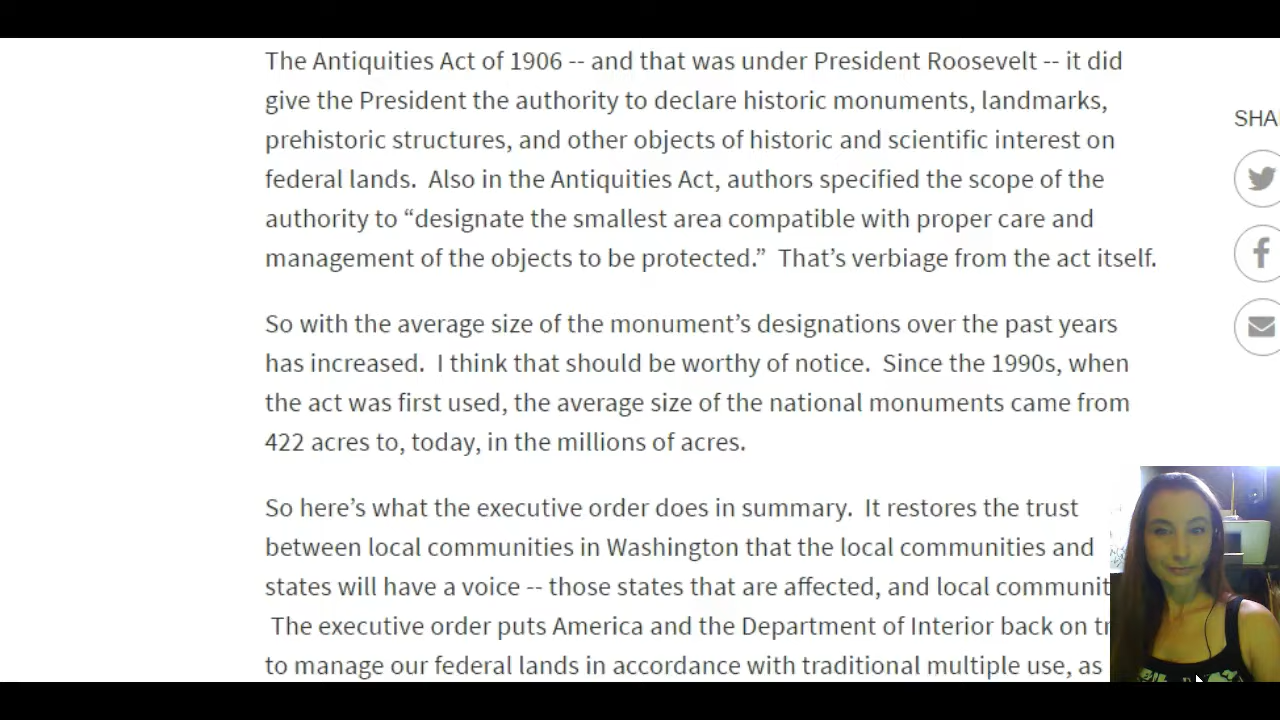 The Antiquities Act of 1906 -- and that was under President Roosevelt -- it did
give the President the authority to declare historic monuments, landmarks,
prehistoric structures, and other objects of historic and scientific interest on
federal lands. Also in the Antiquities Act, authors specified the scope of the
authority to “designate the smallest area compatible with proper care and
management of the objects to be protected.” That’s verbiage from the act itself.
So with the average size of the monument’s designations over the past years
has increased. I think that should be worthy of notice. Since the 1990s, when
the act was first used, the average size of the national monuments came from
422 acres to, today, in the millions of acres.
So here’s what the executive order does in summary. It restores the trust
between local communities in Washington that the local communities and
states will have a voice -- those states that are affected, and local communit
The executive order puts America and the Department of Interior back on tr
to manage our federal lands in accordance with traditional multiple use, as
SHA